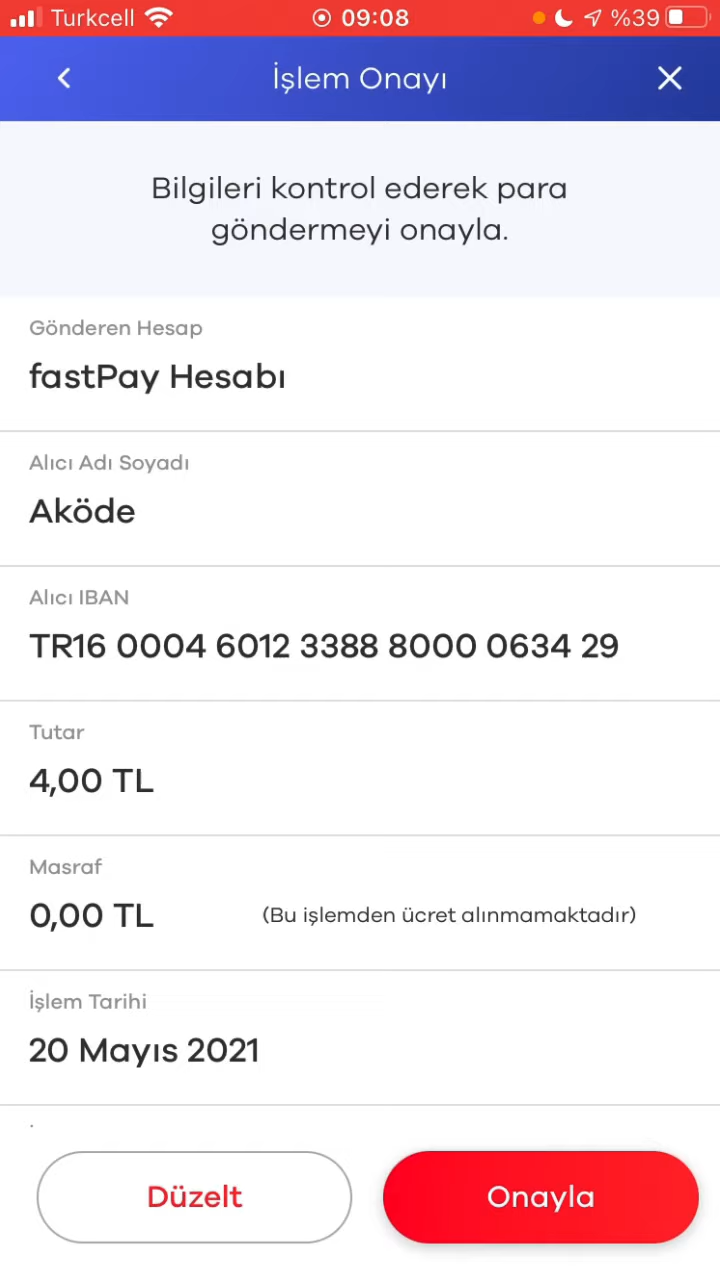 Turkcell 09:08 %39
İşlem Onayı
Bilgileri kontrol ederek para
göndermeyi onayla.
Gönderen Hesap
fastPay Hesabı
Alıcı Adı Soyadı
Aköde
Alıcı IBAN
TR16 0004 6012 3388 8000 0634 29
Tutar
4,00 TL
Masraf
0,00 TL (Bu işlemden ücret alınmamaktadır)
İşlem Tarihi
20 Mayıs 2021
Düzelt Onayla